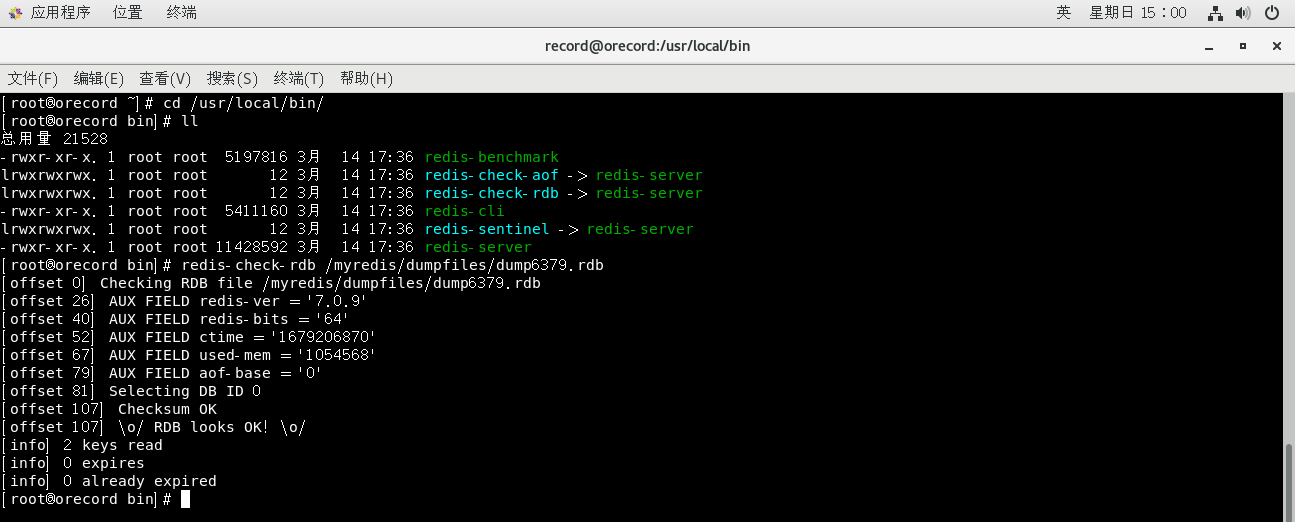 应用程序 位置 终端 英 星期日 15：00
record@orecord:/usr/local/bin
文件(F) 编辑(E) 查看(V) 搜索(S) 终端(T) 帮助(H)
[root@orecord ~]# cd /usr/local/bin/
[root@orecord bin]# ll
总用量 21528
-rwxr-xr-x. 1 root root  5197816 3月  14 17:36 redis-benchmark
lrwxrwxrwx. 1 root root       12 3月  14 17:36 redis-check-aof -> redis-server
lrwxrwxrwx. 1 root root       12 3月  14 17:36 redis-check-rdb -> redis-server
-rwxr-xr-x. 1 root root  5411160 3月  14 17:36 redis-cli
lrwxrwxrwx. 1 root root       12 3月  14 17:36 redis-sentinel -> redis-server
-rwxr-xr-x. 1 root root 11428592 3月  14 17:36 redis-server
[root@orecord bin]# redis-check-rdb /myredis/dumpfiles/dump6379.rdb
[offset 0] Checking RDB file /myredis/dumpfiles/dump6379.rdb
[offset 26] AUX FIELD redis-ver = '7.0.9'
[offset 40] AUX FIELD redis-bits = '64'
[offset 52] AUX FIELD ctime = '1679206870'
[offset 67] AUX FIELD used-mem = '1054568'
[offset 79] AUX FIELD aof-base = '0'
[offset 81] Selecting DB ID 0
[offset 107] Checksum OK
[offset 107] \o/ RDB looks OK! \o/
[info] 2 keys read
[info] 0 expires
[info] 0 already expired
[root@orecord bin]#